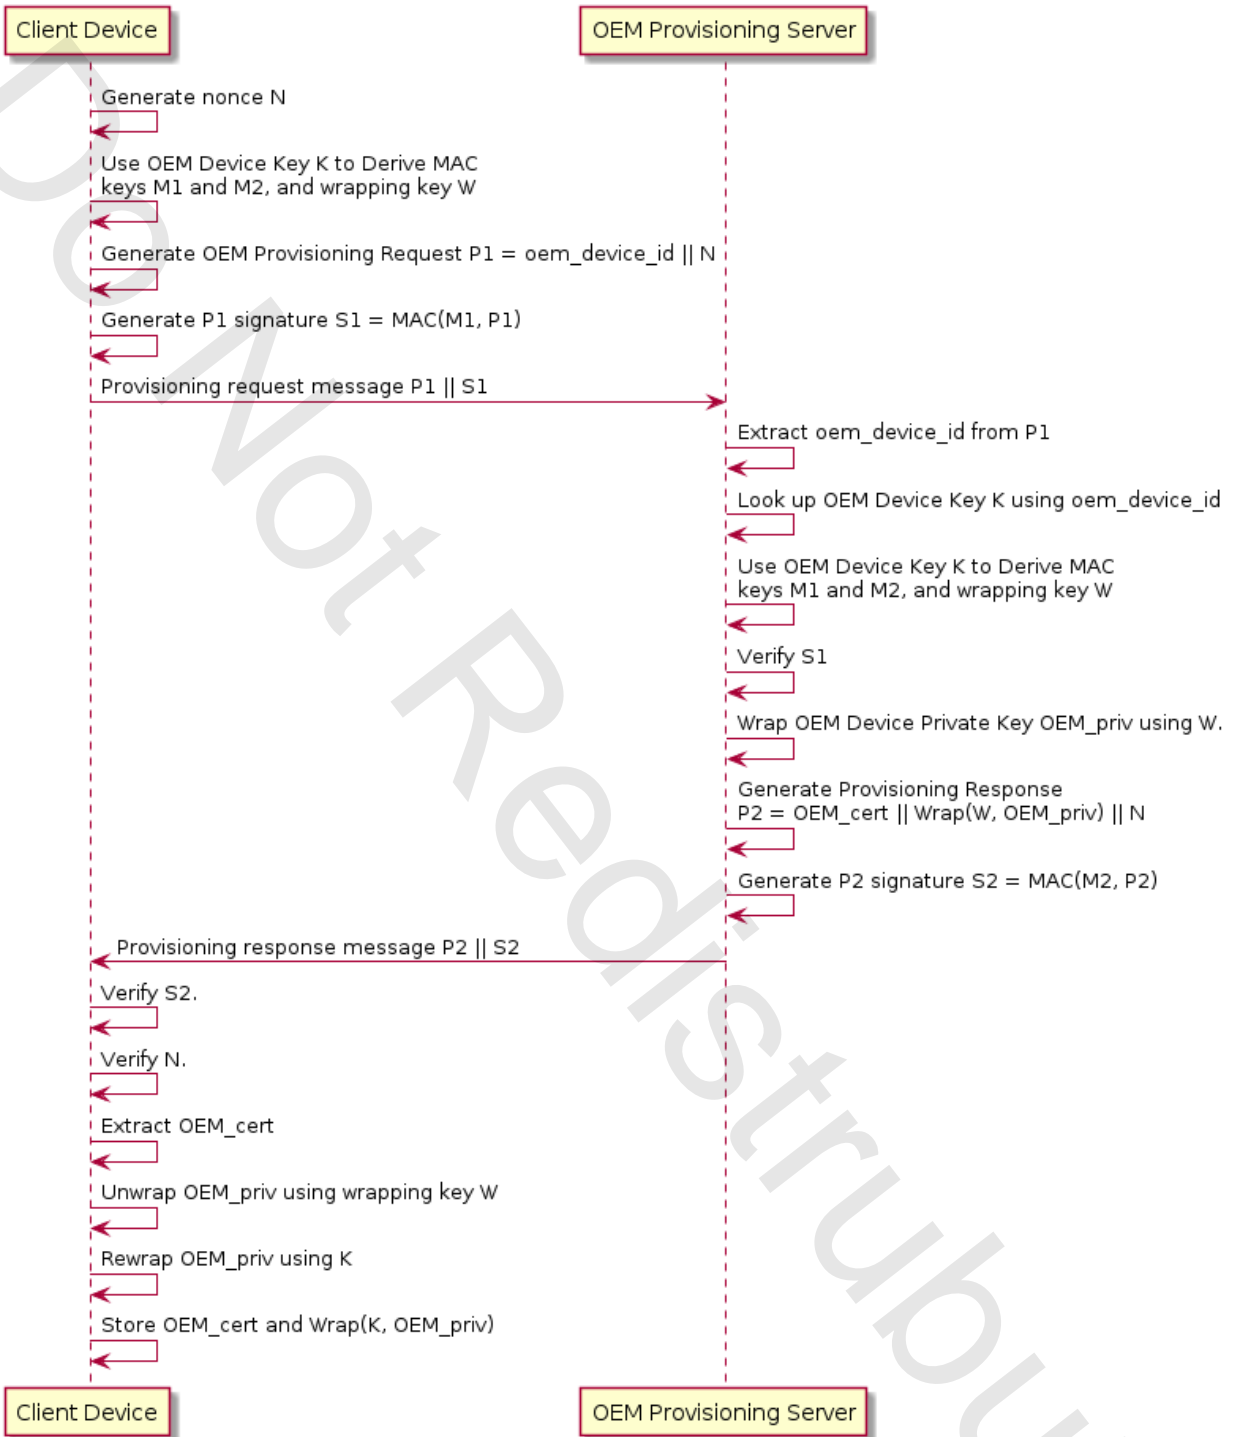 Client Device
OEM Provisioning Server
Generate nonce N
Use OEM Device Key K to Derive MAC
keys M1 and M2, and wrapping key W
Generate OEM Provisioning Request P1 = oem_device_id || N
Generate P1 signature S1 = MAC(M1, P1)
Provisioning request message P1 || S1
Extract oem_device_id from P1
Look up OEM Device Key K using oem_device_id
Use OEM Device Key K to Derive MAC
keys M1 and M2, and wrapping key W
Verify S1
Wrap OEM Device Private Key OEM_priv using W.
Generate Provisioning Response
P2 = OEM_cert || Wrap(W, OEM_priv) || N
Generate P2 signature S2 = MAC(M2, P2)
Provisioning response message P2 || S2
Verify S2.
Verify N.
Extract OEM_cert
Unwrap OEM_priv using wrapping key W
Rewrap OEM_priv using K
Store OEM_cert and Wrap(K, OEM_priv)
Client Device
OEM Provisioning Server
Do Not Redistribu